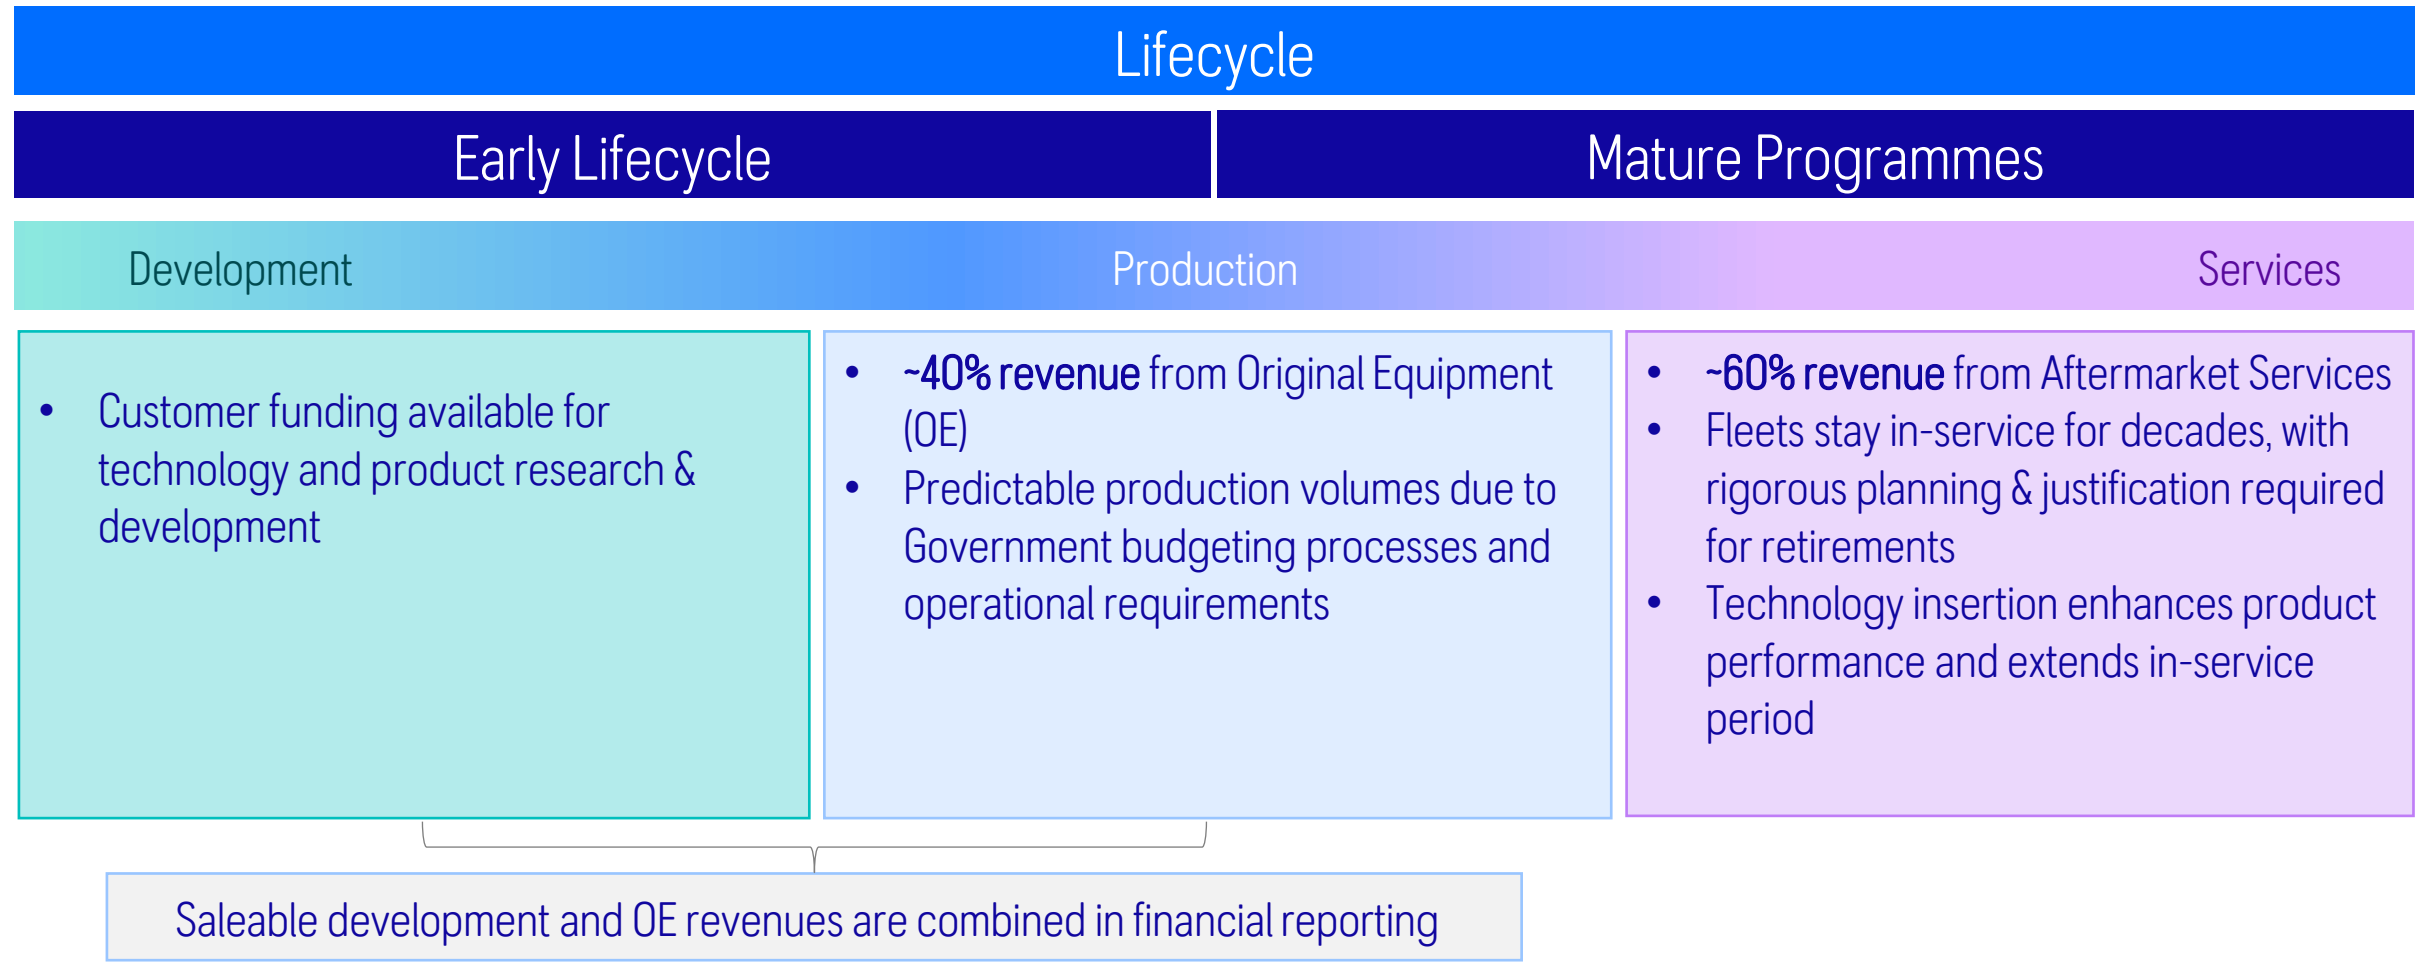 Lifecycle
Early Lifecycle
Mature Programmes
Development
Production
Services
• Customer funding available for
technology and product research &
development
• ~40% revenue from Original Equipment
(OE)
• Predictable production volumes due to
Government budgeting processes and
operational requirements
• ~60% revenue from Aftermarket Services
• Fleets stay in-service for decades, with
rigorous planning & justification required
for retirements
• Technology insertion enhances product
performance and extends in-service
period
Saleable development and OE revenues are combined in financial reporting